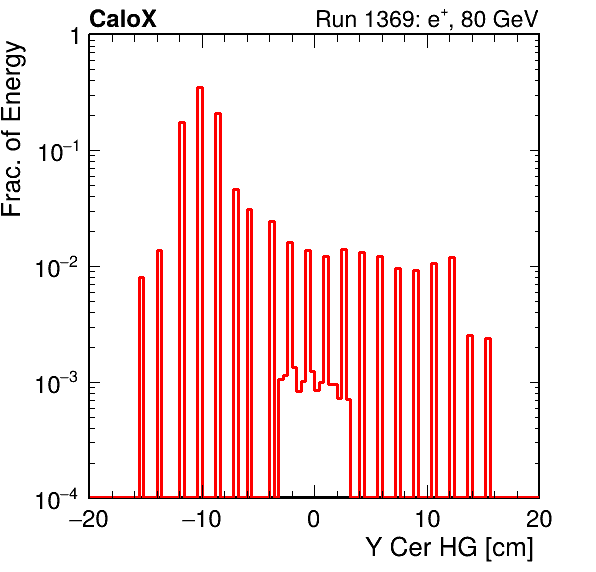 CaloX Run 1369: e⁺, 80 GeV
Frac. of Energy
1
10⁻¹
10⁻²
10⁻³
10⁻⁴
−20 −10 0 10 20
Y Cer HG [cm]